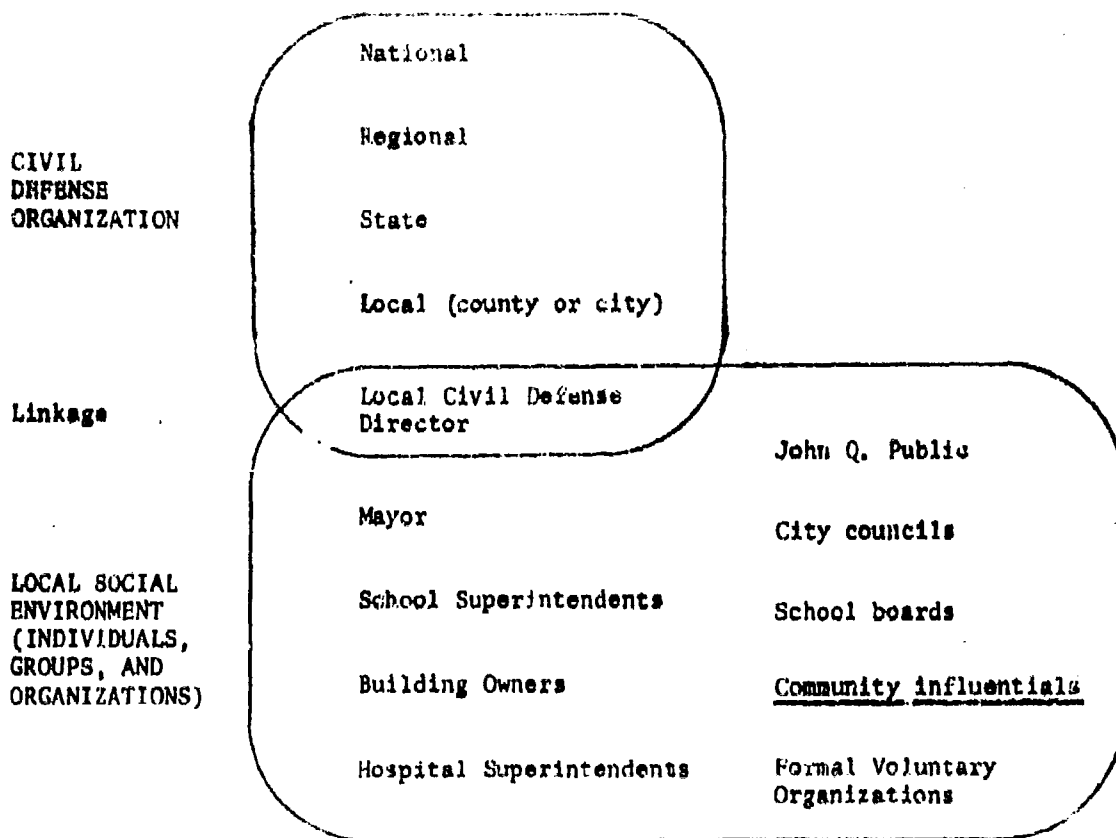 National
Regional
CIVIL
DEFENSE
ORGANIZATION
State
Local (county or city)
Linkage
Local Civil Defense
Director
John Q. Public
Mayor
City councils
LOCAL SOCIAL
ENVIRONMENT
(INDIVIDUALS,
GROUPS, AND
ORGANIZATIONS)
School Superintendents
School boards
Building Owners
Community influentials
Hospital Superintendents
Formal Voluntary
Organizations